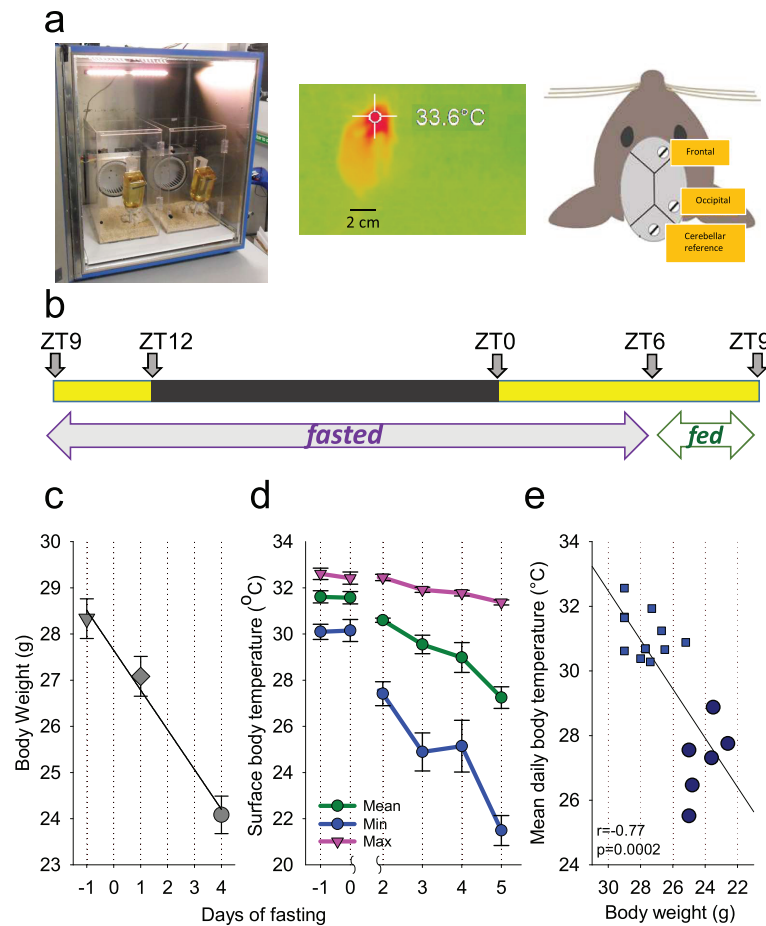 a
33.6°C
2 cm
Frontal
Occipital
Cerebellar
reference
b
ZT9
ZT12
ZT0
ZT6
ZT9
fasted
fed
c
d
e
30
29
28
27
26
25
24
23
Body Weight (g)
-1 0 1 2 3 4
34
32
30
28
26
24
22
20
Surface body temperature (°C)
Mean
Min
Max
-1 0 2 3 4 5
Days of fasting
34
32
30
28
26
24
Mean daily body temperature (°C)
r=-0.77
p=0.0002
30 28 26 24 22
Body weight (g)